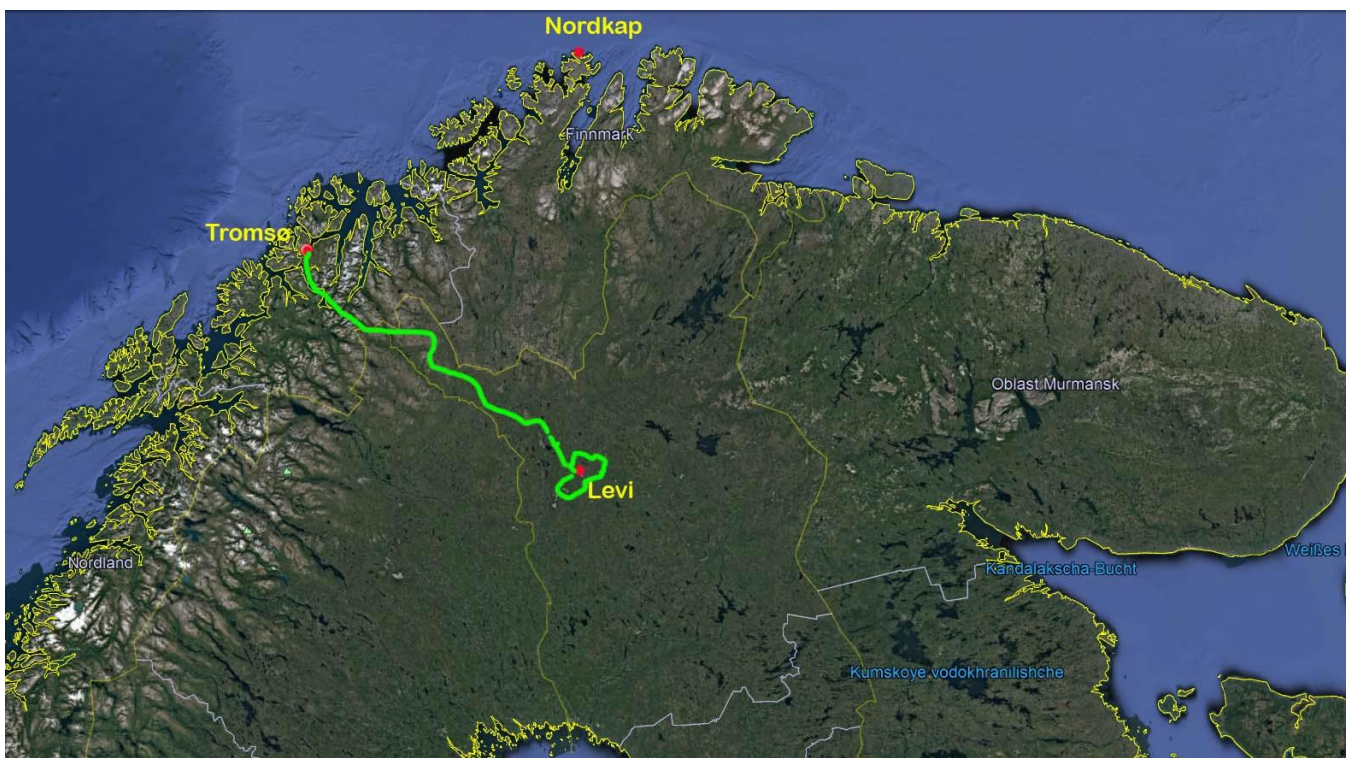 Nordkap
Finnmark
Tromsø
Oblast Murmansk
Levi
Weißes
Nordland
Kandalakscha-Bucht
Kumskoye vodokhranilishche